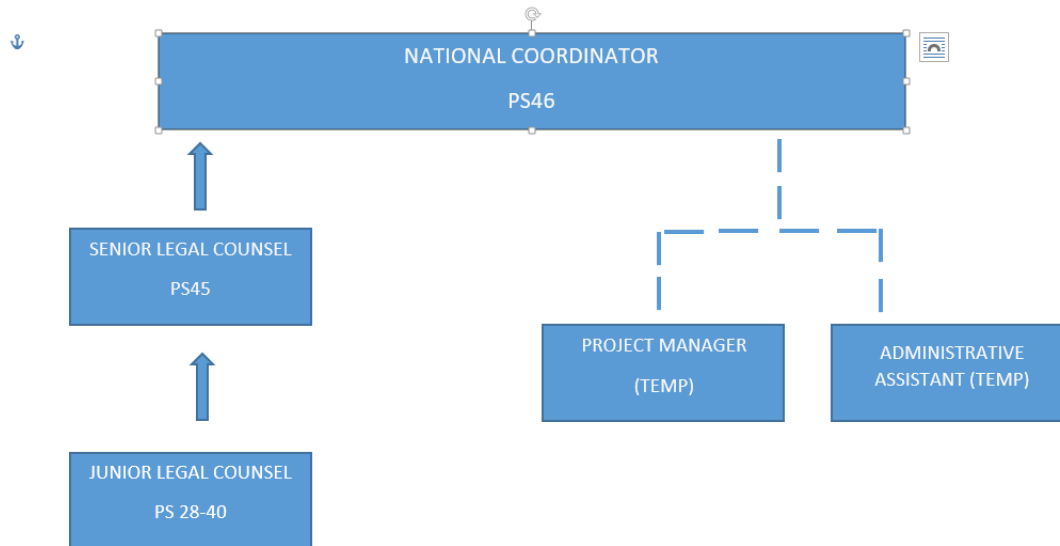 NATIONAL COORDINATOR
PS46
SENIOR LEGAL COUNSEL
PS45
PROJECT MANAGER
(TEMP)
ADMINISTRATIVE
ASSISTANT (TEMP)
JUNIOR LEGAL COUNSEL
PS 28-40